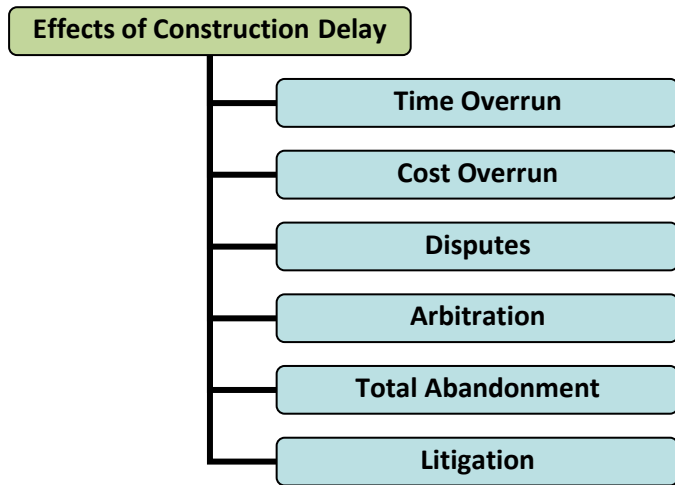 Effects of Construction Delay
Time Overrun
Cost Overrun
Disputes
Arbitration
Total Abandonment
Litigation